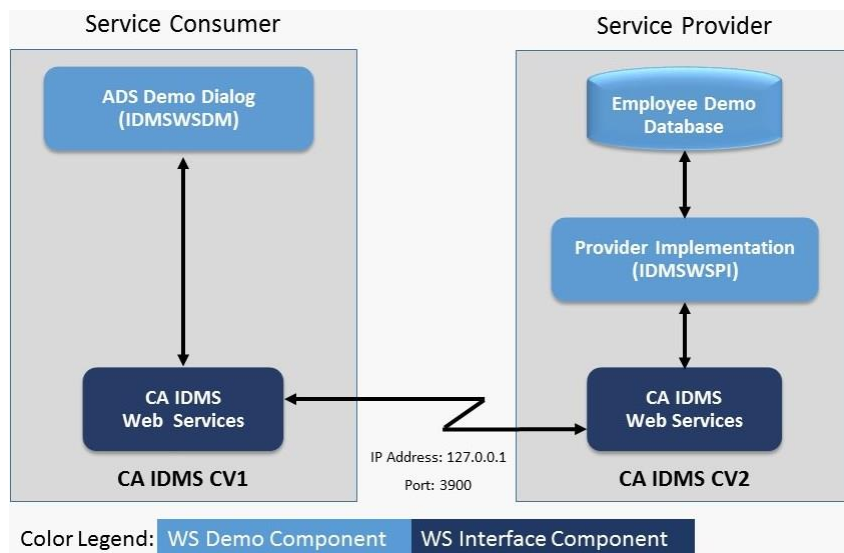 Service Consumer
ADS Demo Dialog
(IDMSWSDM)
CA IDMS
Web Services
CA IDMS CV1
IP Address: 127.0.0.1
Port: 3900
Service Provider
Employee Demo
Database
Provider Implementation
(IDMSWSPI)
CA IDMS
Web Services
CA IDMS CV2
Color Legend: WS Demo Component WS Interface Component